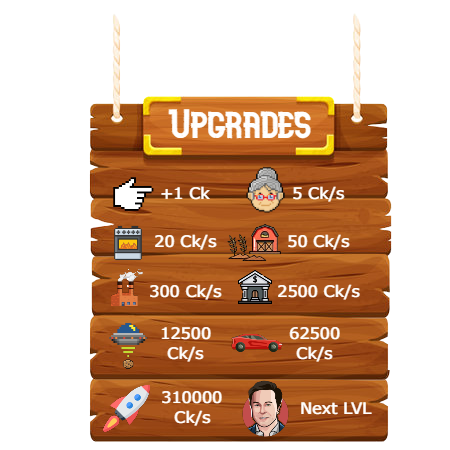 UPGRADES
+1 Ck
5 Ck/s
20 Ck/s
50 Ck/s
300 Ck/s
2500 Ck/s
12500
Ck/s
62500
Ck/s
310000
Ck/s
Next LVL
$